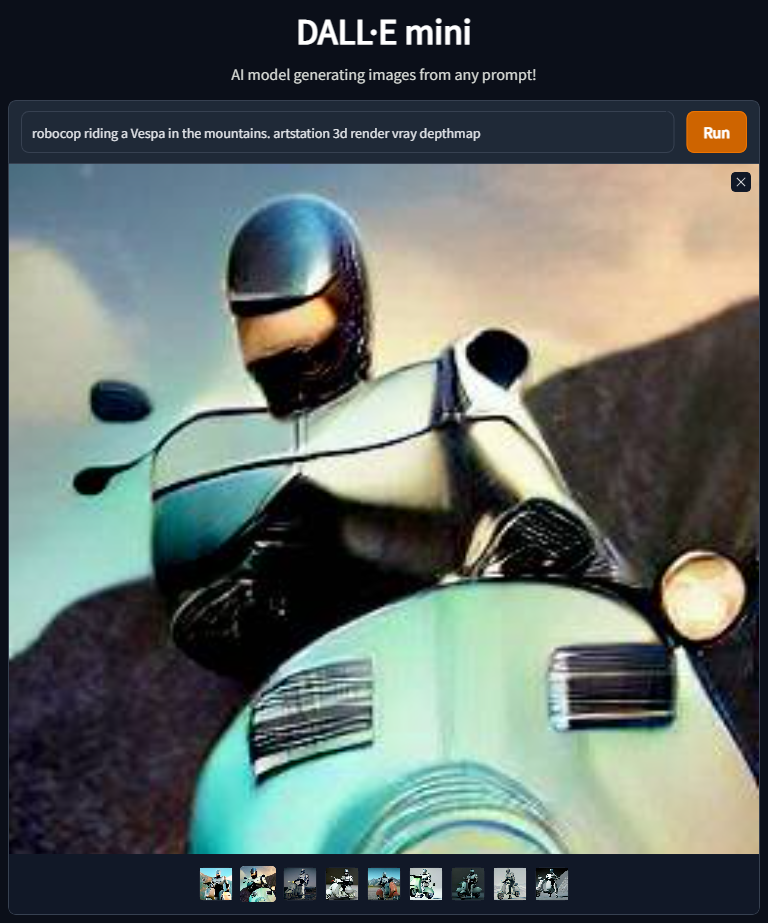 DALL·E mini
AI model generating images from any prompt!
robocop riding a Vespa in the mountains. artstation 3d render vray depthmap
Run